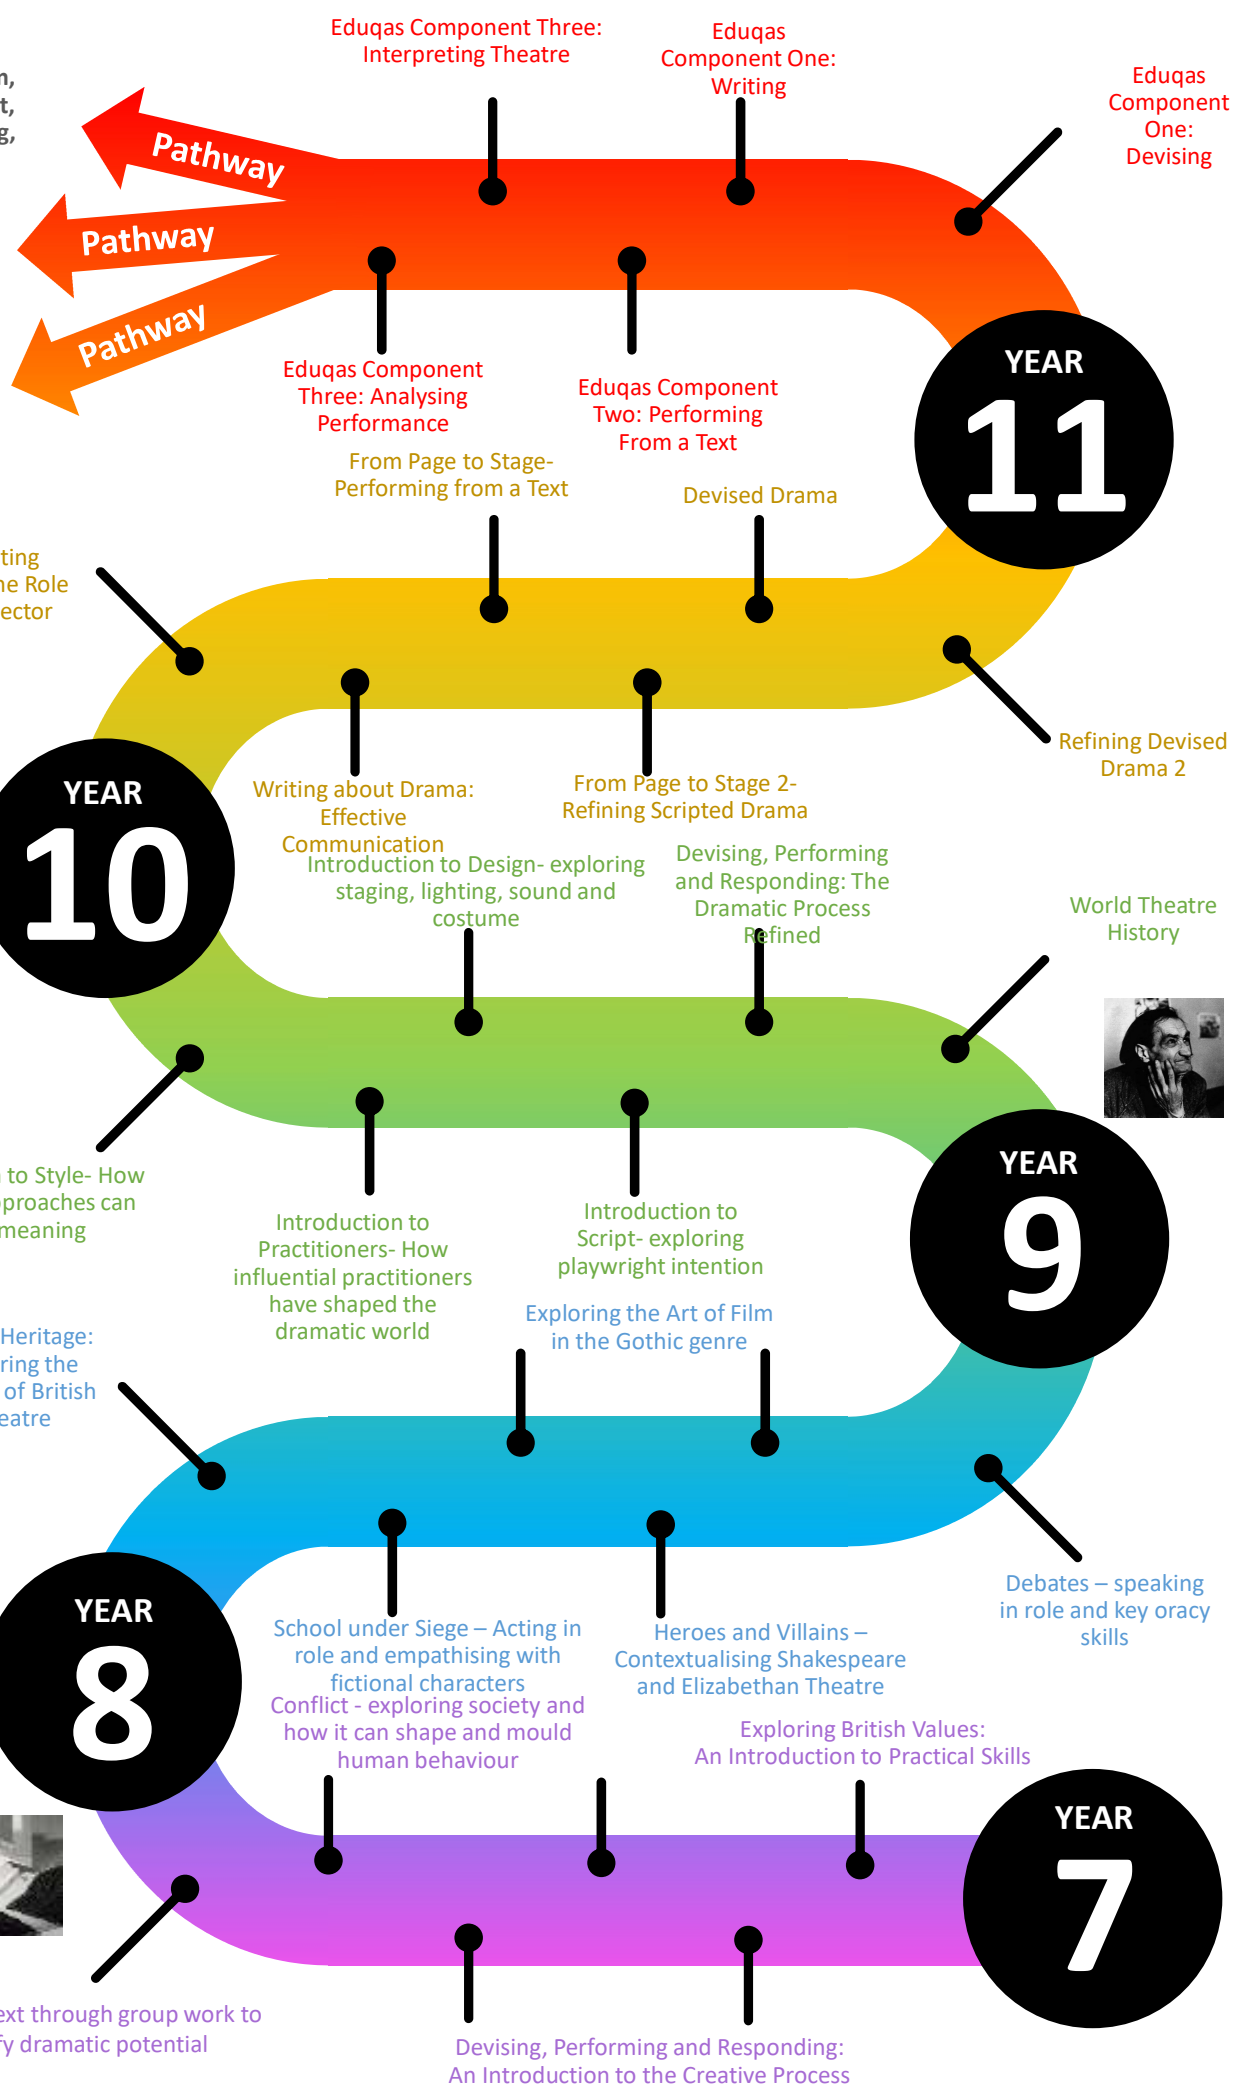 Eduqas Component Three:
Interpreting Theatre
Eduqas
Component One:
Writing
Eduqas
Component
One:
Devising
Pathway
Pathway
Pathway
YEAR
11
Eduqas Component
Three: Analysing
Performance
Eduqas Component
Two: Performing
From a Text
From Page to Stage-
Performing from a Text
Devised Drama
Role
Refining Devised
Drama 2
YEAR
10
Writing about Drama:
Effective
Communication
From Page to Stage 2-
Refining Scripted Drama
Introduction to Design- exploring
staging, lighting, sound and
costume
Devising, Performing
and Responding: The
Dramatic Process
Refined
World Theatre
History
to Style- How
can
meaning
Introduction to
Practitioners- How
influential practitioners
have shaped the
dramatic world
Introduction to
Script- exploring
playwright intention
YEAR
9
Heritage:
the
of British
Exploring the Art of Film
in the Gothic genre
Debates – speaking
in role and key oracy
skills
YEAR
8
School under Siege – Acting in
role and empathising with
fictional characters
Heroes and Villains –
Contextualising Shakespeare
and Elizabethan Theatre
Conflict - exploring society and
how it can shape and mould
human behaviour
Exploring British Values:
An Introduction to Practical Skills
YEAR
7
through group work to
dramatic potential
Devising, Performing and Responding:
An Introduction to the Creative Process